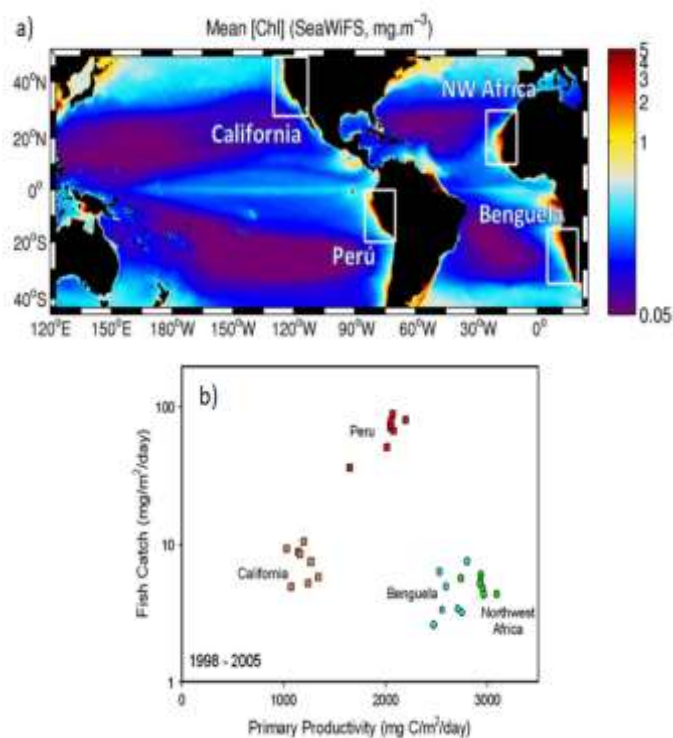 a) Mean [Chl] (SeaWiFS, mg.m⁻³)
40°N
20°N
0°
20°S
40°S
California
NW Africa
Perú
Benguela
120°E 150°E 180°W 150°W 120°W 90°W 60°W 30°W 0°
5
4
3
2
1
0.05
b)
Fish Catch (mg/m²/day)
100
10
1
Peru
California
Benguela
Northwest
Africa
1998 - 2005
0 1000 2000 3000
Primary Productivity (mg C/m²/day)